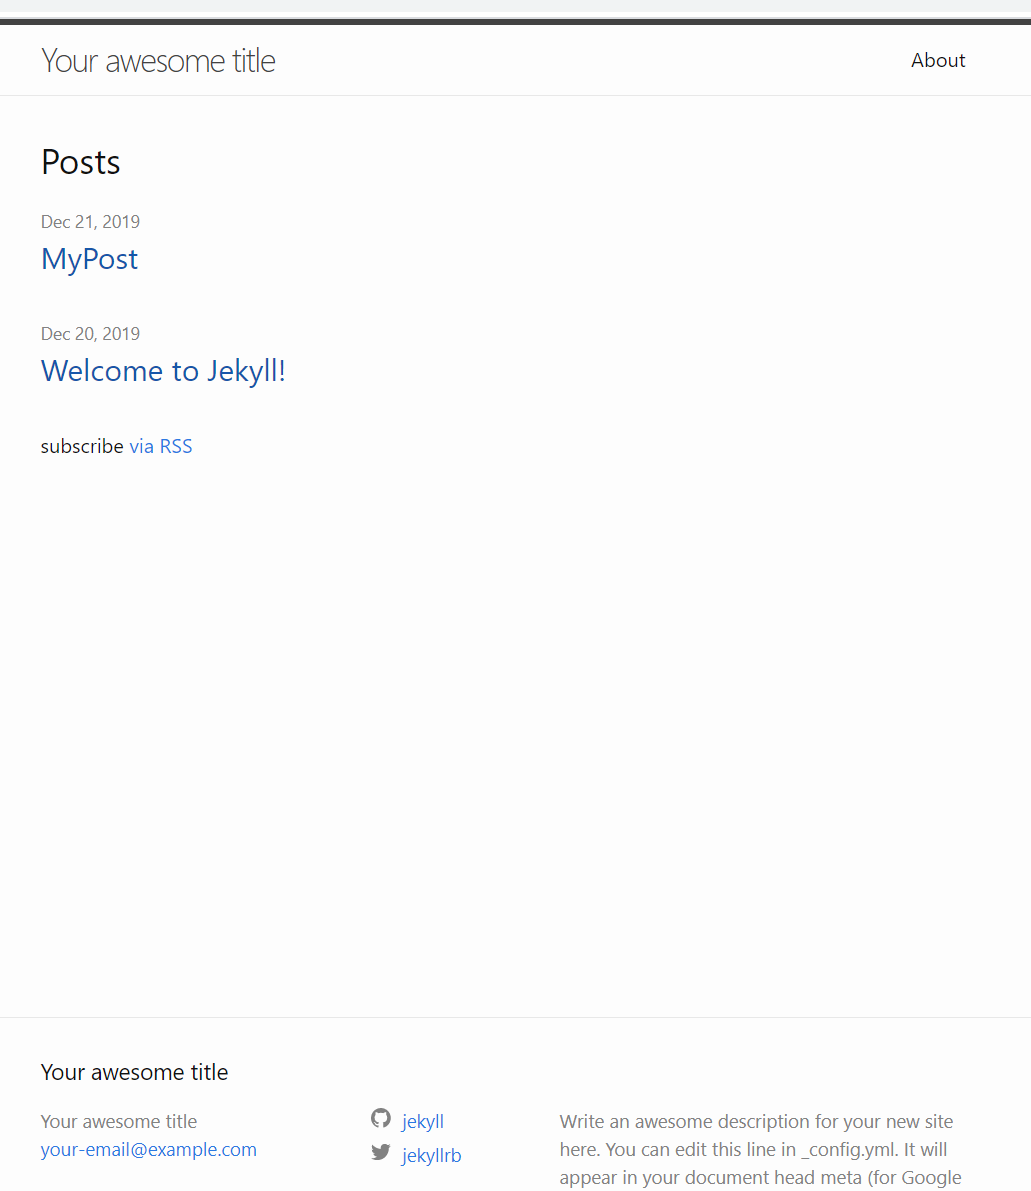 Your awesome title
About
Posts
Dec 21, 2019
MyPost
Dec 20, 2019
Welcome to Jekyll!
subscribe via RSS
Your awesome title
Your awesome title
your-email@example.com
jekyll
jekyllrb
Write an awesome description for your new site
here. You can edit this line in _config.yml. It will
appear in your document head meta (for Google